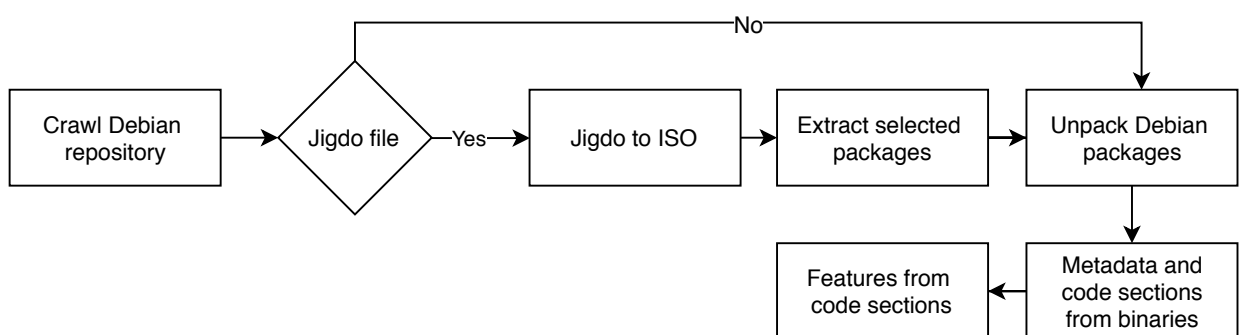 No
Crawl Debian
repository
Jigdo file
Yes
Jigdo to ISO
Extract selected
packages
Unpack Debian
packages
Features from
code sections
Metadata and
code sections
from binaries